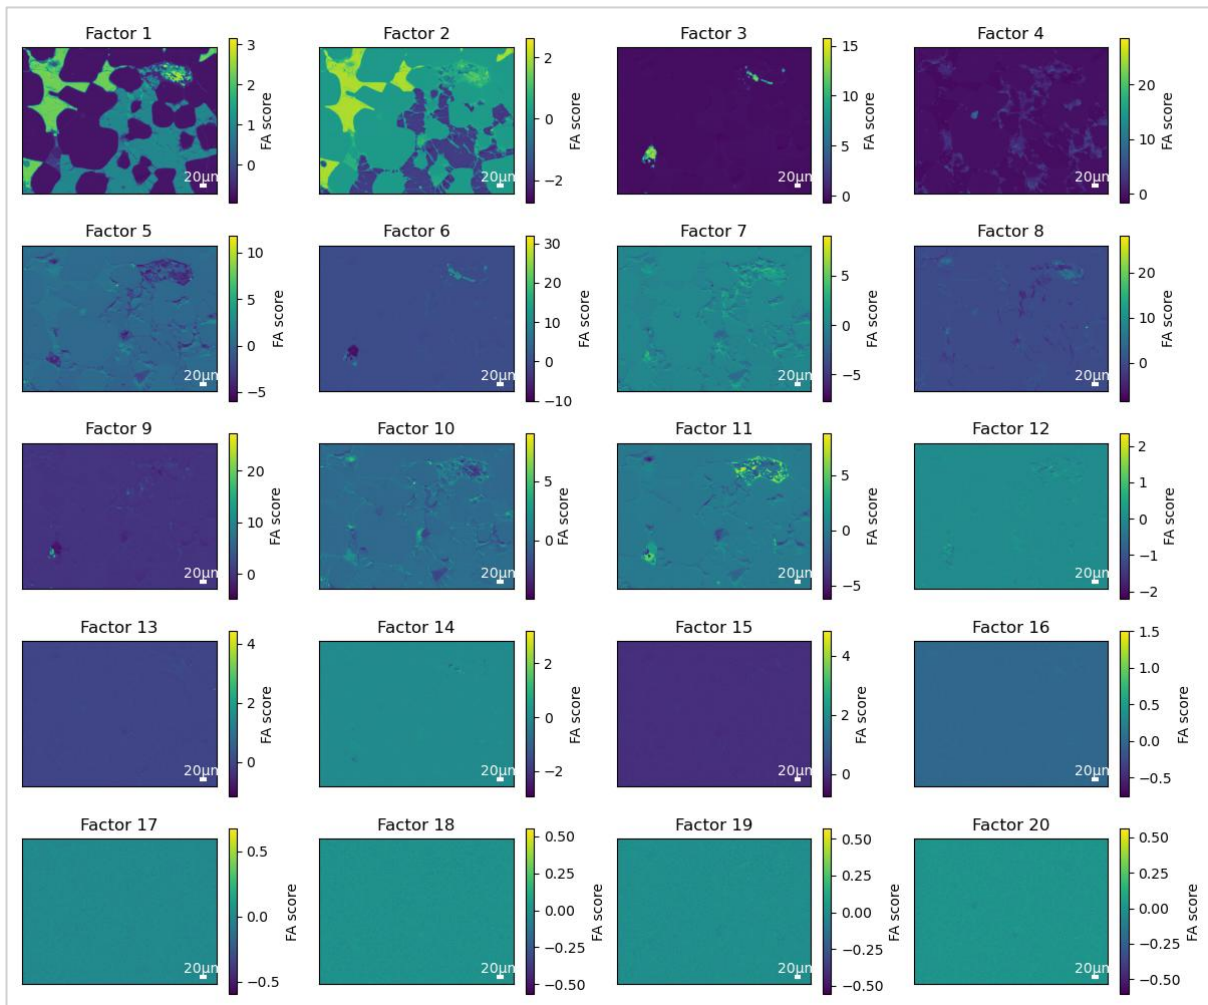 Factor 1
Factor 2
Factor 3
Factor 4
3
2
1
0
FA score
20μm
2
0
−2
FA score
20μm
15
10
5
0
FA score
20μm
20
10
0
FA score
20μm
Factor 5
Factor 6
Factor 7
Factor 8
10
5
0
−5
FA score
20μm
30
20
10
0
−10
FA score
20μm
5
0
−5
FA score
20μm
20
10
0
FA score
20μm
Factor 9
Factor 10
Factor 11
Factor 12
20
10
0
FA score
20μm
5
0
FA score
20μm
5
0
−5
FA score
20μm
2
1
0
−1
−2
FA score
20μm
Factor 13
Factor 14
Factor 15
Factor 16
4
2
0
FA score
20μm
2
0
−2
FA score
20μm
4
2
0
FA score
20μm
1.5
1.0
0.5
0.0
−0.5
FA score
20μm
Factor 17
Factor 18
Factor 19
Factor 20
0.5
0.0
−0.5
FA score
20μm
0.50
0.25
0.00
−0.25
−0.50
FA score
20μm
0.50
0.25
0.00
−0.25
−0.50
FA score
20μm
0.50
0.25
0.00
−0.25
−0.50
FA score
20μm